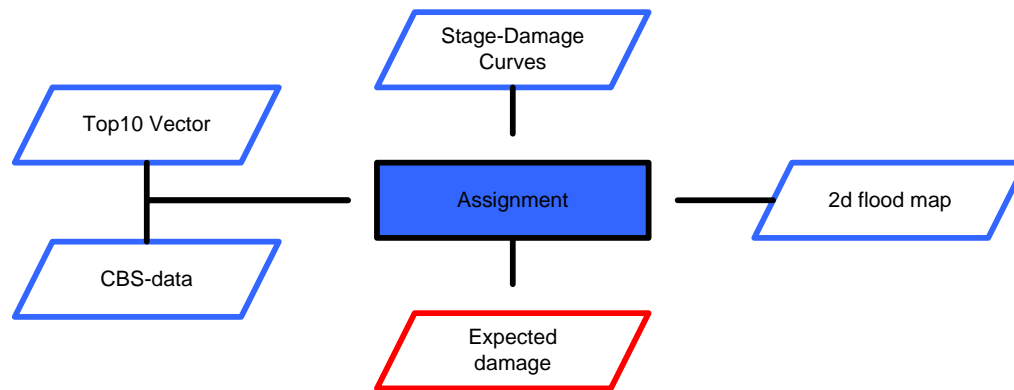 Stage-Damage
Curves
Top10 Vector
Assignment
2d flood map
CBS-data
Expected
damage